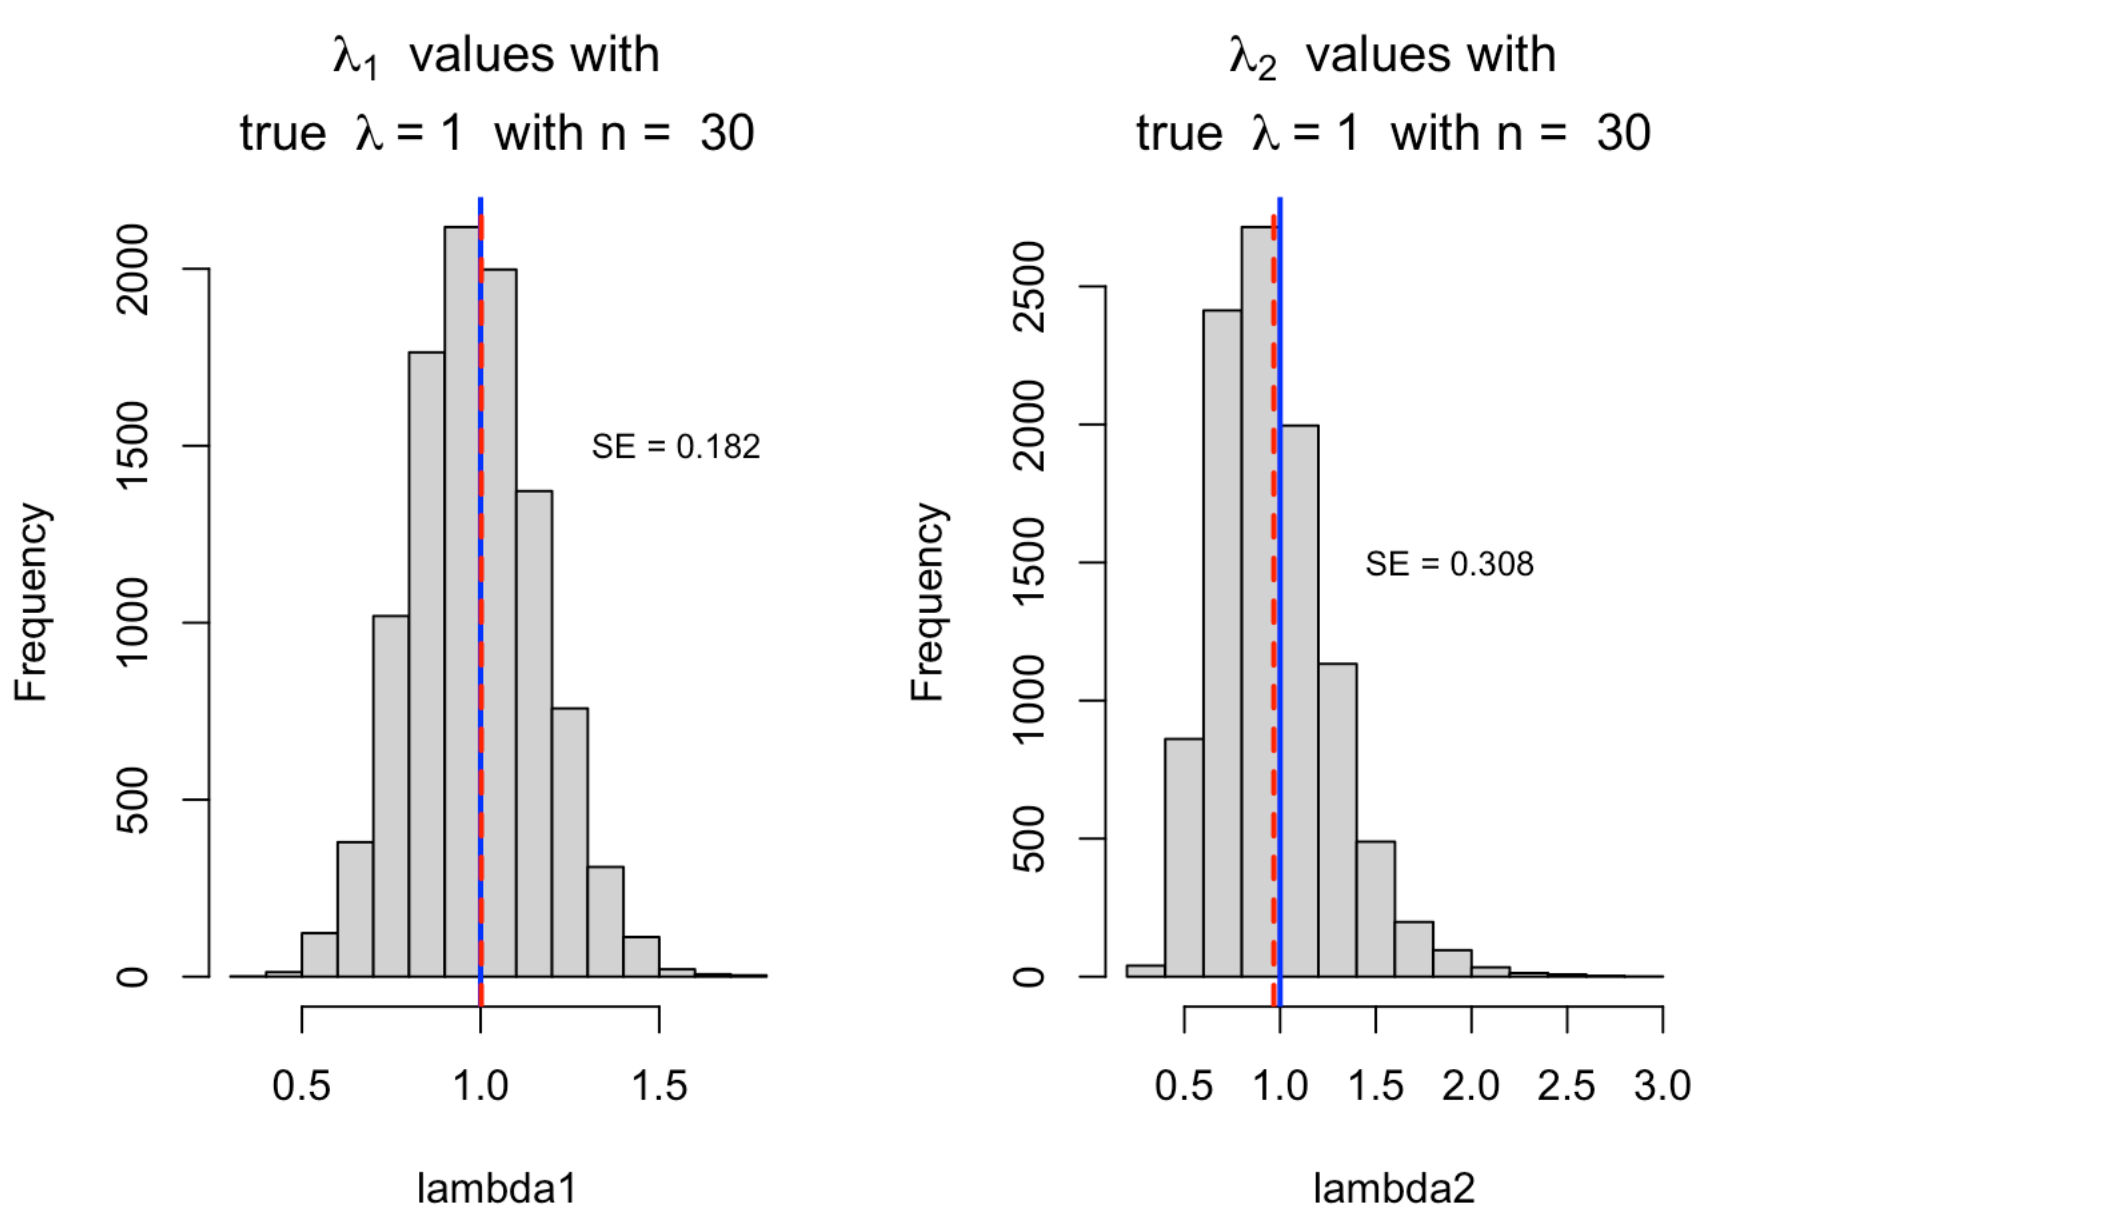 λ₁ values with
true λ = 1 with n = 30
Frequency
0
500
1000
1500
2000
SE = 0.182
0.5 1.0 1.5
lambda1
λ₂ values with
true λ = 1 with n = 30
Frequency
0
500
1000
1500
2000
2500
SE = 0.308
0.5 1.0 1.5 2.0 2.5 3.0
lambda2